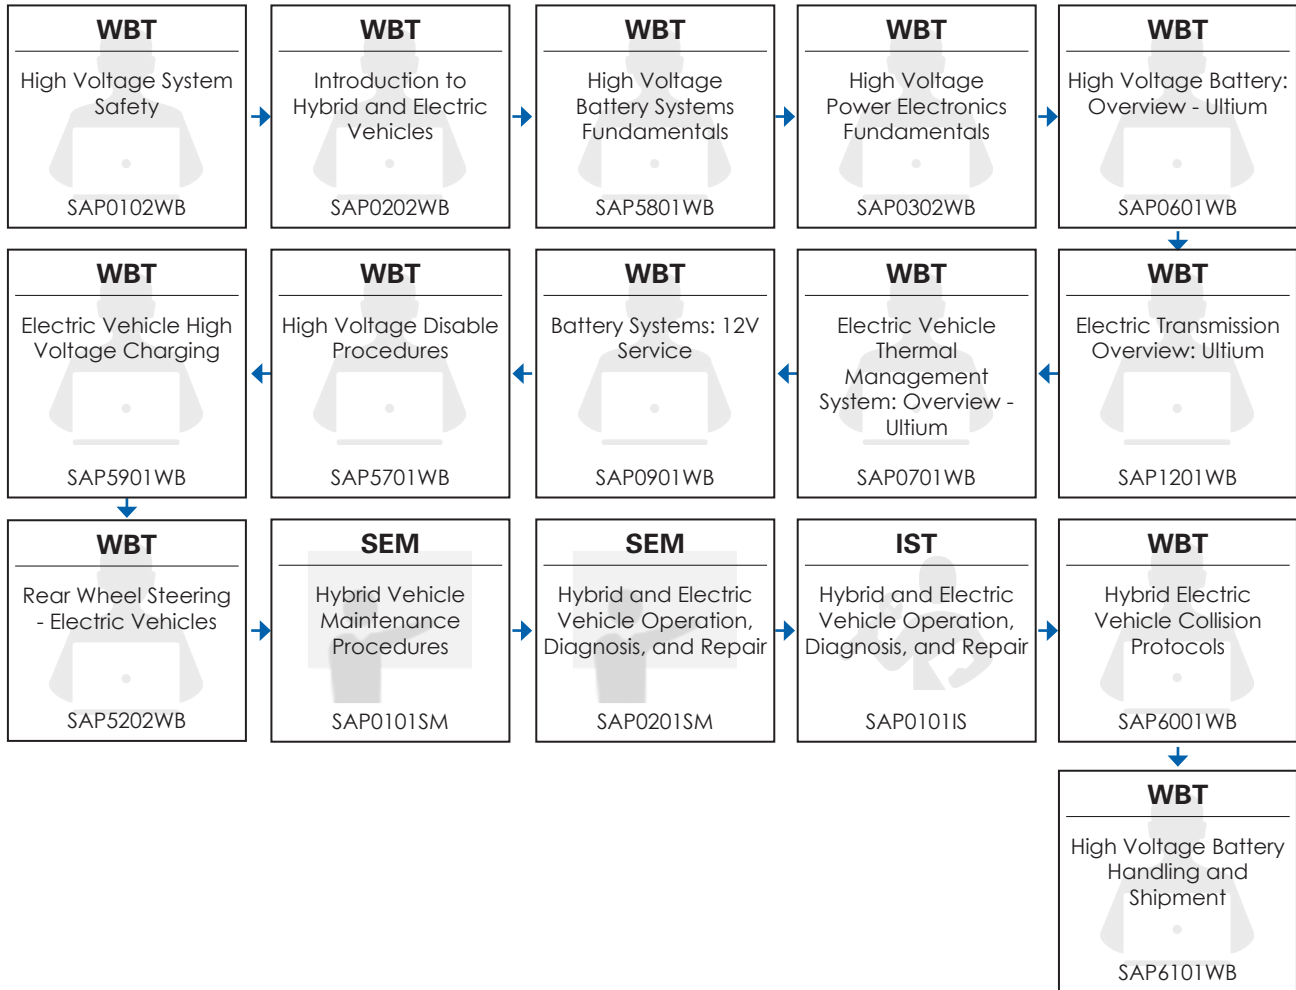 WBT
High Voltage System
Safety
SAP0102WB
WBT
Introduction to
Hybrid and Electric
Vehicles
SAP0202WB
WBT
High Voltage
Battery Systems
Fundamentals
SAP5801WB
WBT
High Voltage
Power Electronics
Fundamentals
SAP0302WB
WBT
High Voltage Battery:
Overview - Ultium
SAP0601WB
WBT
Electric Transmission
Overview: Ultium
SAP1201WB
WBT
Electric Vehicle
Thermal
Management
System: Overview -
Ultium
SAP0701WB
WBT
Battery Systems: 12V
Service
SAP0901WB
WBT
High Voltage Disable
Procedures
SAP5701WB
WBT
Electric Vehicle High
Voltage Charging
SAP5901WB
WBT
Rear Wheel Steering
- Electric Vehicles
SAP5202WB
SEM
Hybrid Vehicle
Maintenance
Procedures
SAP0101SM
SEM
Hybrid and Electric
Vehicle Operation,
Diagnosis, and Repair
SAP0201SM
IST
Hybrid and Electric
Vehicle Operation,
Diagnosis, and Repair
SAP0101IS
WBT
Hybrid Electric
Vehicle Collision
Protocols
SAP6001WB
WBT
High Voltage Battery
Handling and
Shipment
SAP6101WB